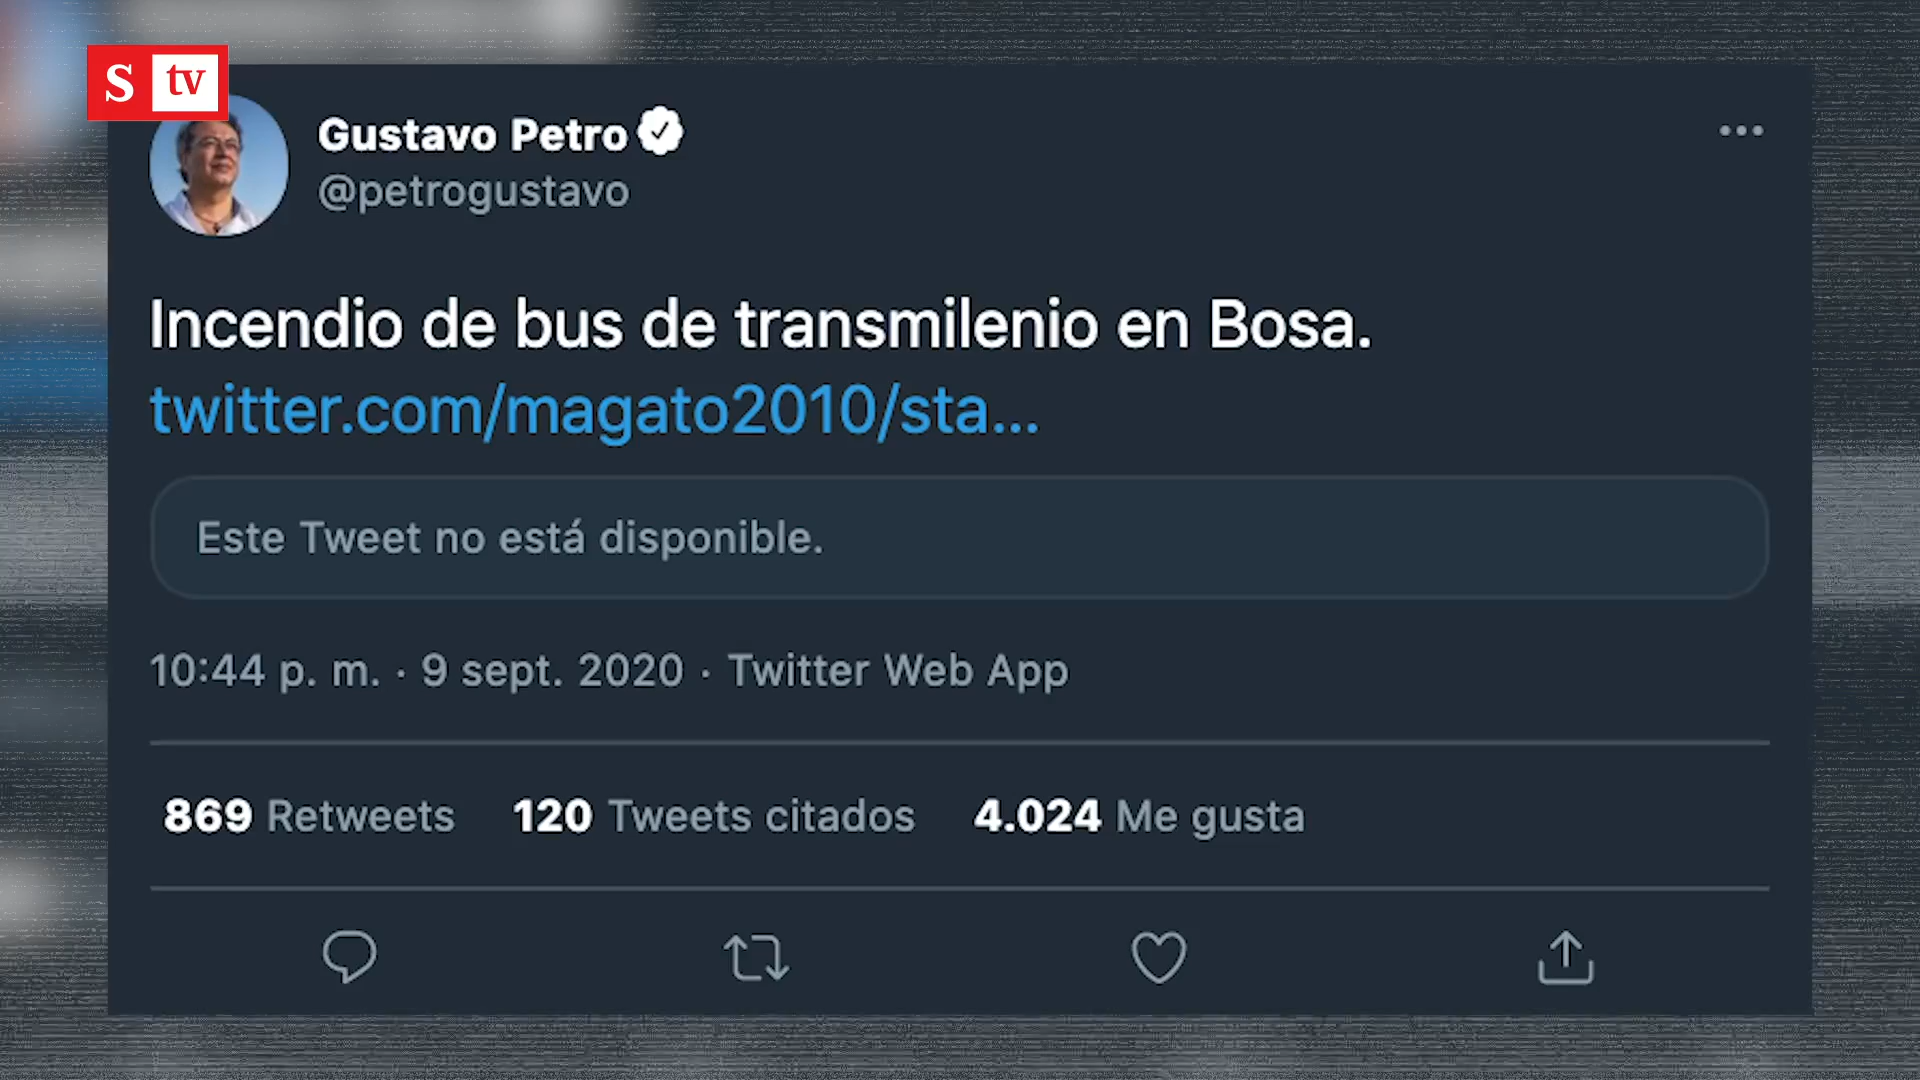 S tv
Gustavo Petro
@petrogustavo
Incendio de bus de transmilenio en Bosa.
twitter.com/magato2010/sta...
Este Tweet no está disponible.
10:44 p. m. · 9 sept. 2020 · Twitter Web App
869 Retweets 120 Tweets citados 4.024 Me gusta